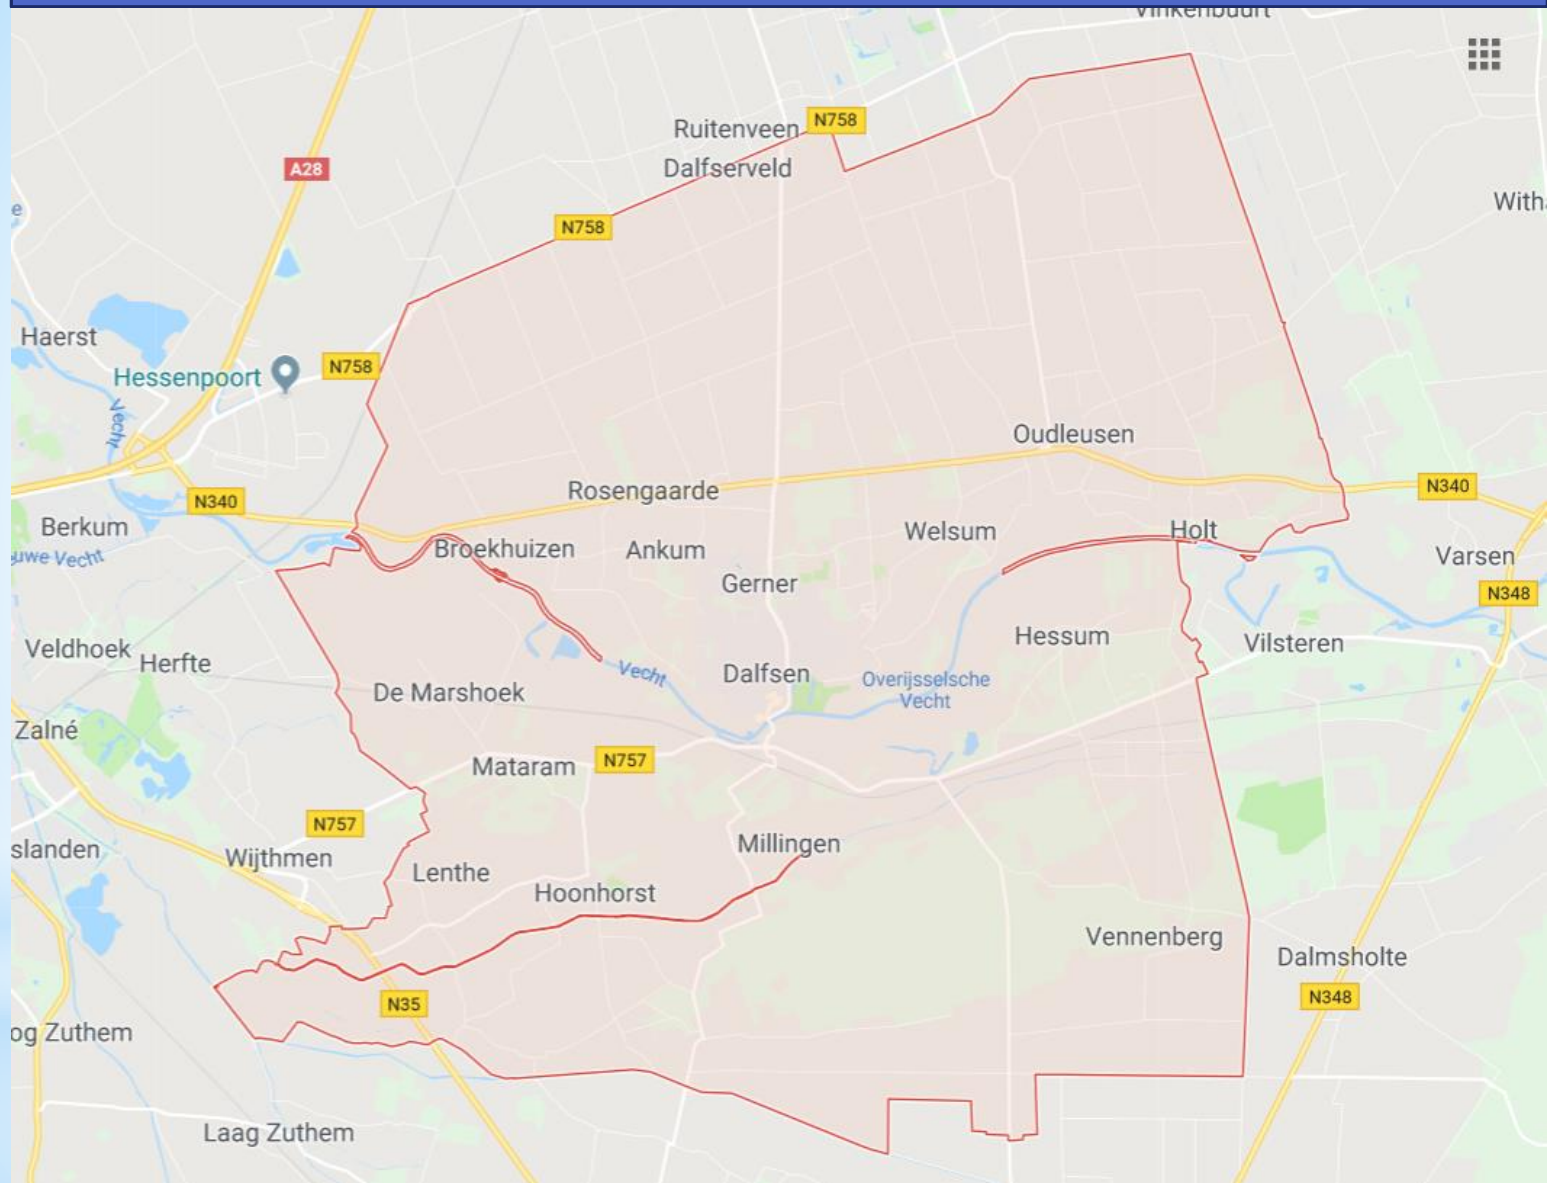 Vinkenbuurt
Ruitenveen
N758
Dalfserveld
A28
N758
Haerst
Hessenpoort
N758
Vecht
Oudleusen
Rosengaarde
N340
N340
Berkum
Broekhuizen
Ankum
Welsum
Holt
Varsen
Gerner
N348
Veldhoek
Herfte
Hessum
Vilsteren
Vecht
Dalfsen
Overijsselsche
Vecht
De Marshoek
Zalné
Mataram
N757
N757
Millingen
slanden
Wijthmen
Lenthe
Hoonhorst
Vennenberg
Dalmsholte
N35
N348
og Zuthem
Laag Zuthem
With
uwe Vecht
e